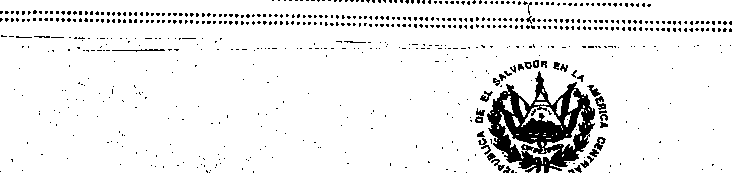 REPUBLICA DE EL SALVADOR EN LA AMERICA CENTRAL